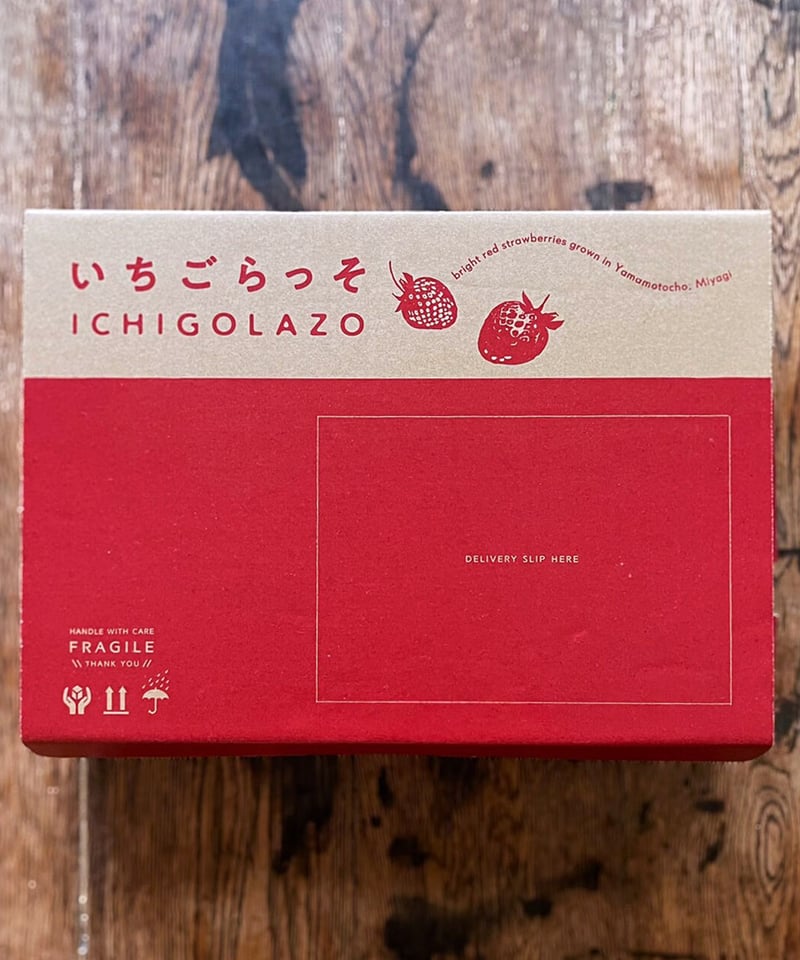 いちごらっそ
ICHIGOLAZO
bright red strawberries grown in Yamamotocho, Miyagi
DELIVERY SLIP HERE
HANDLE WITH CARE
FRAGILE
\\ THANK YOU //